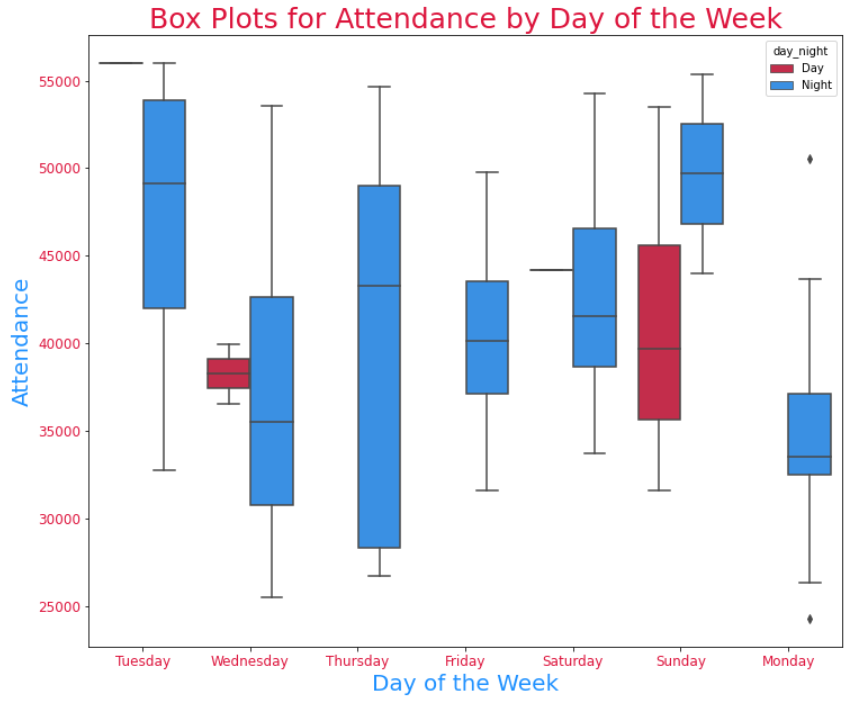 Box Plots for Attendance by Day of the Week
day_night
Day
Night
55000
50000
45000
40000
35000
30000
25000
Attendance
Tuesday Wednesday Thursday Friday Saturday Sunday Monday
Day of the Week